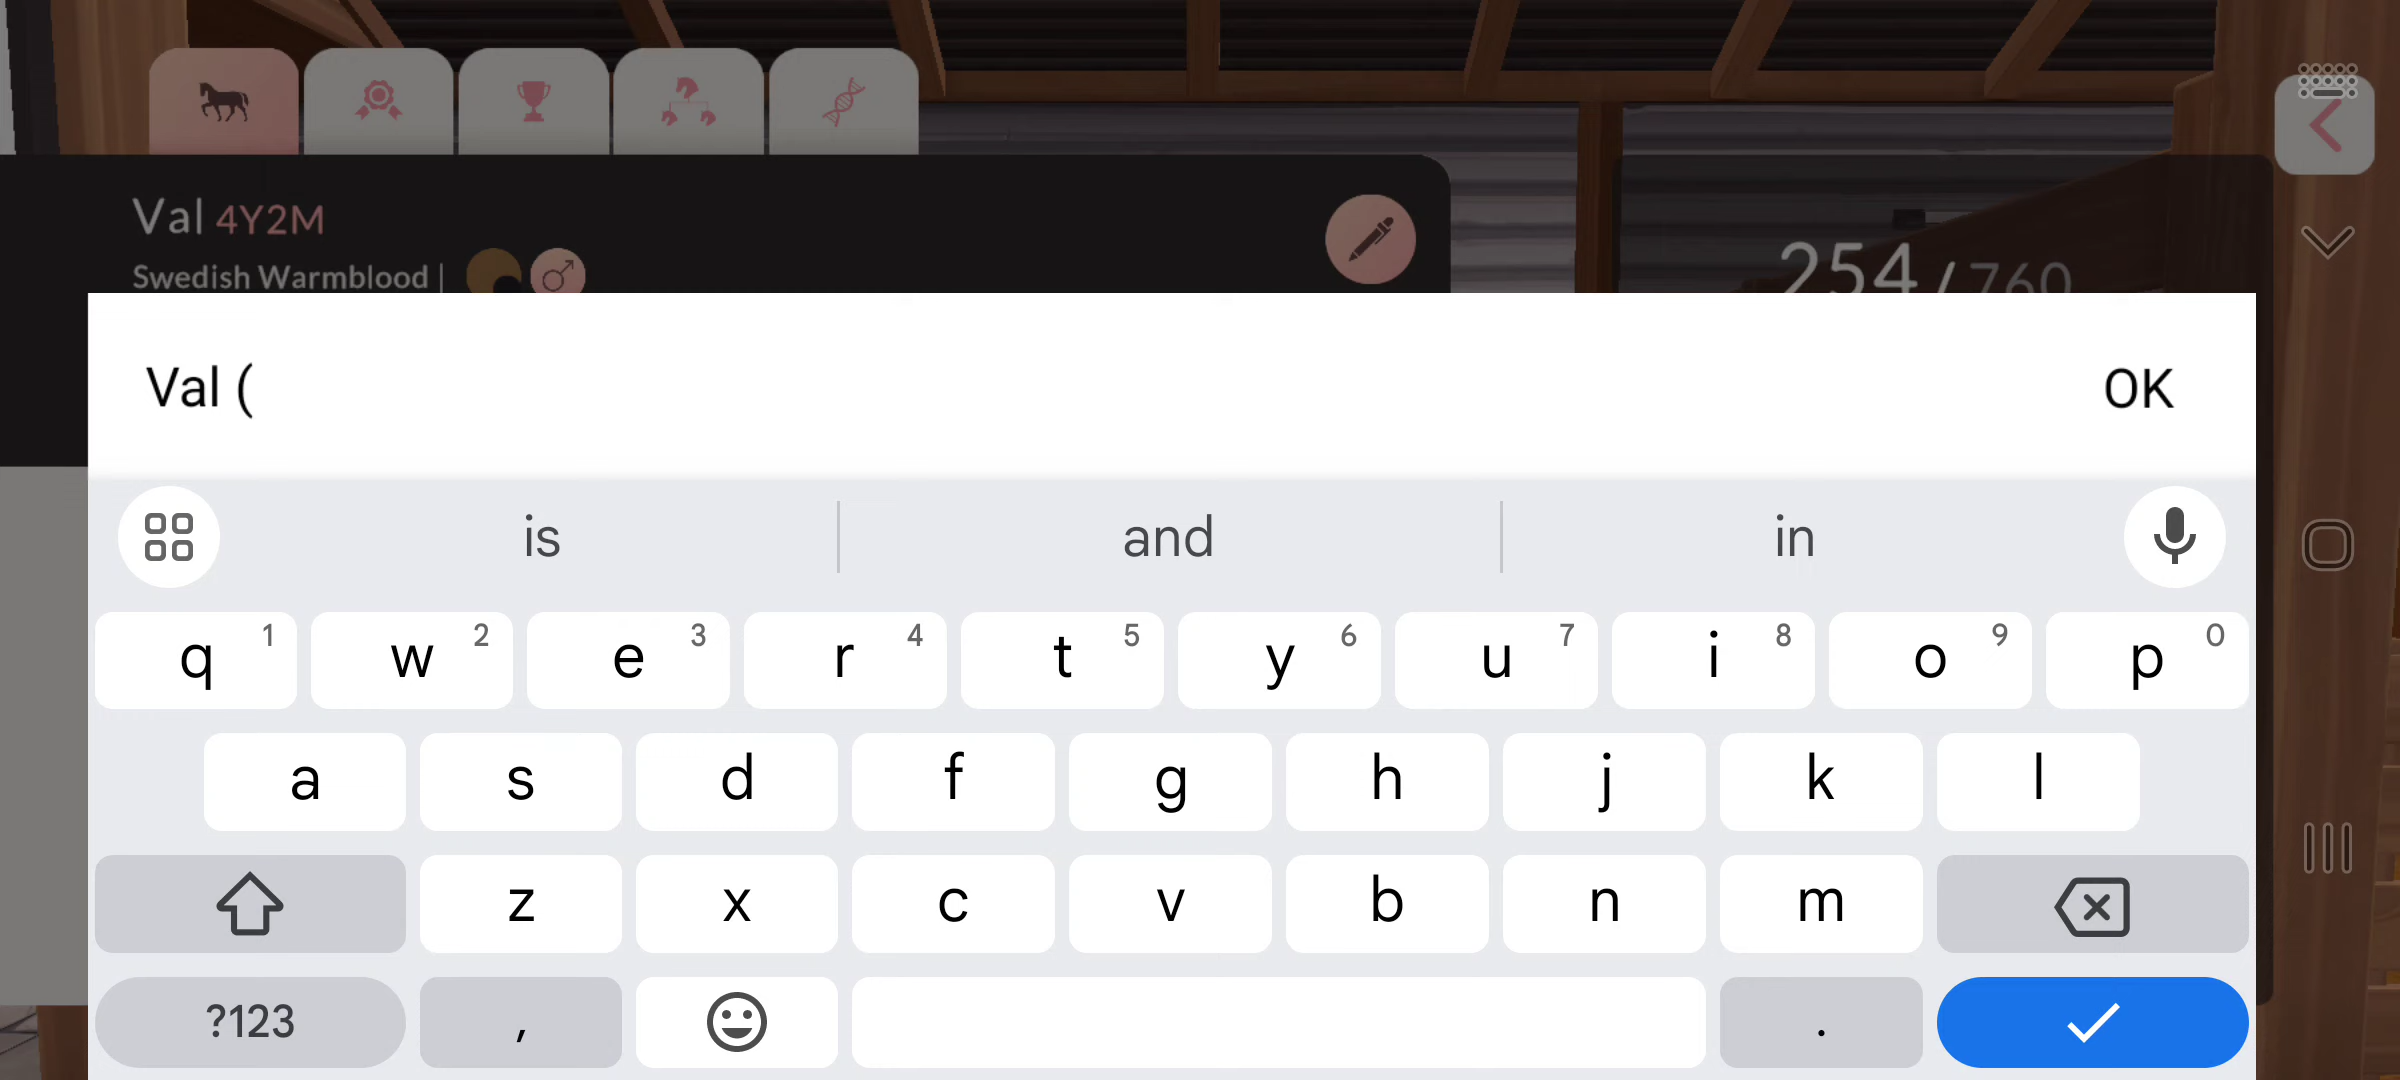 Val 4Y2M
Swedish Warmblood |
254 / 760
Val (
OK
is and in
q 1 w 2 e 3 r 4 t 5 y 6 u 7 i 8 o 9 p 0
a s d f g h j k l
z x c v b n m
?123 , .